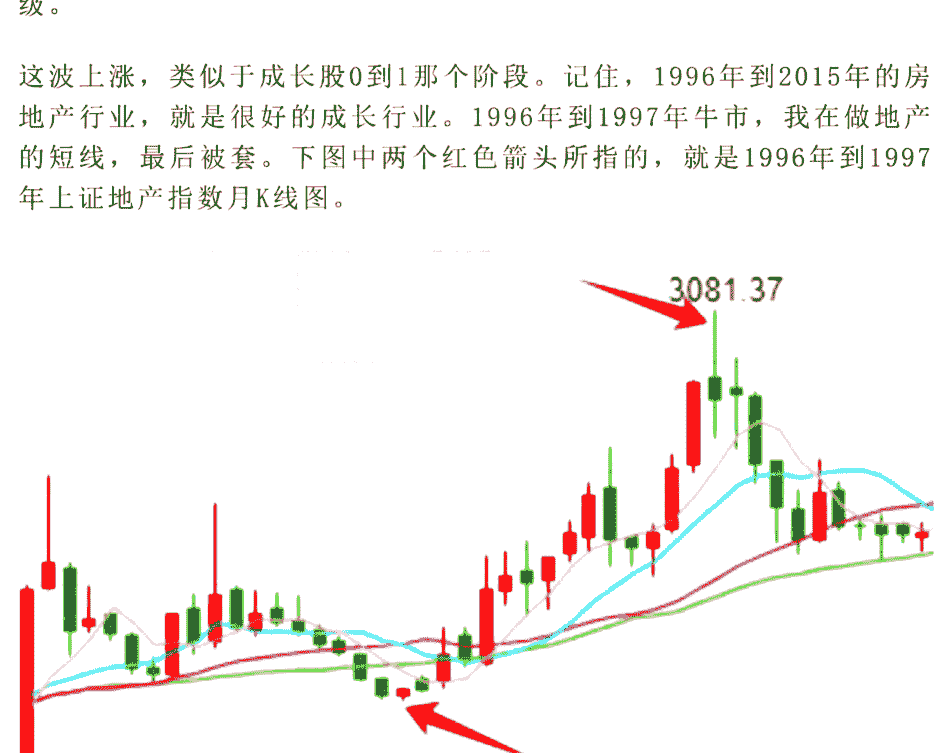 级。
这波上涨，类似于成长股0到1那个阶段。记住，1996年到2015年的房
地产行业，就是很好的成长行业。1996年到1997年牛市，我在做地产
的短线，最后被套。下图中两个红色箭头所指的，就是1996年到1997
年上证地产指数月K线图。
3081.37